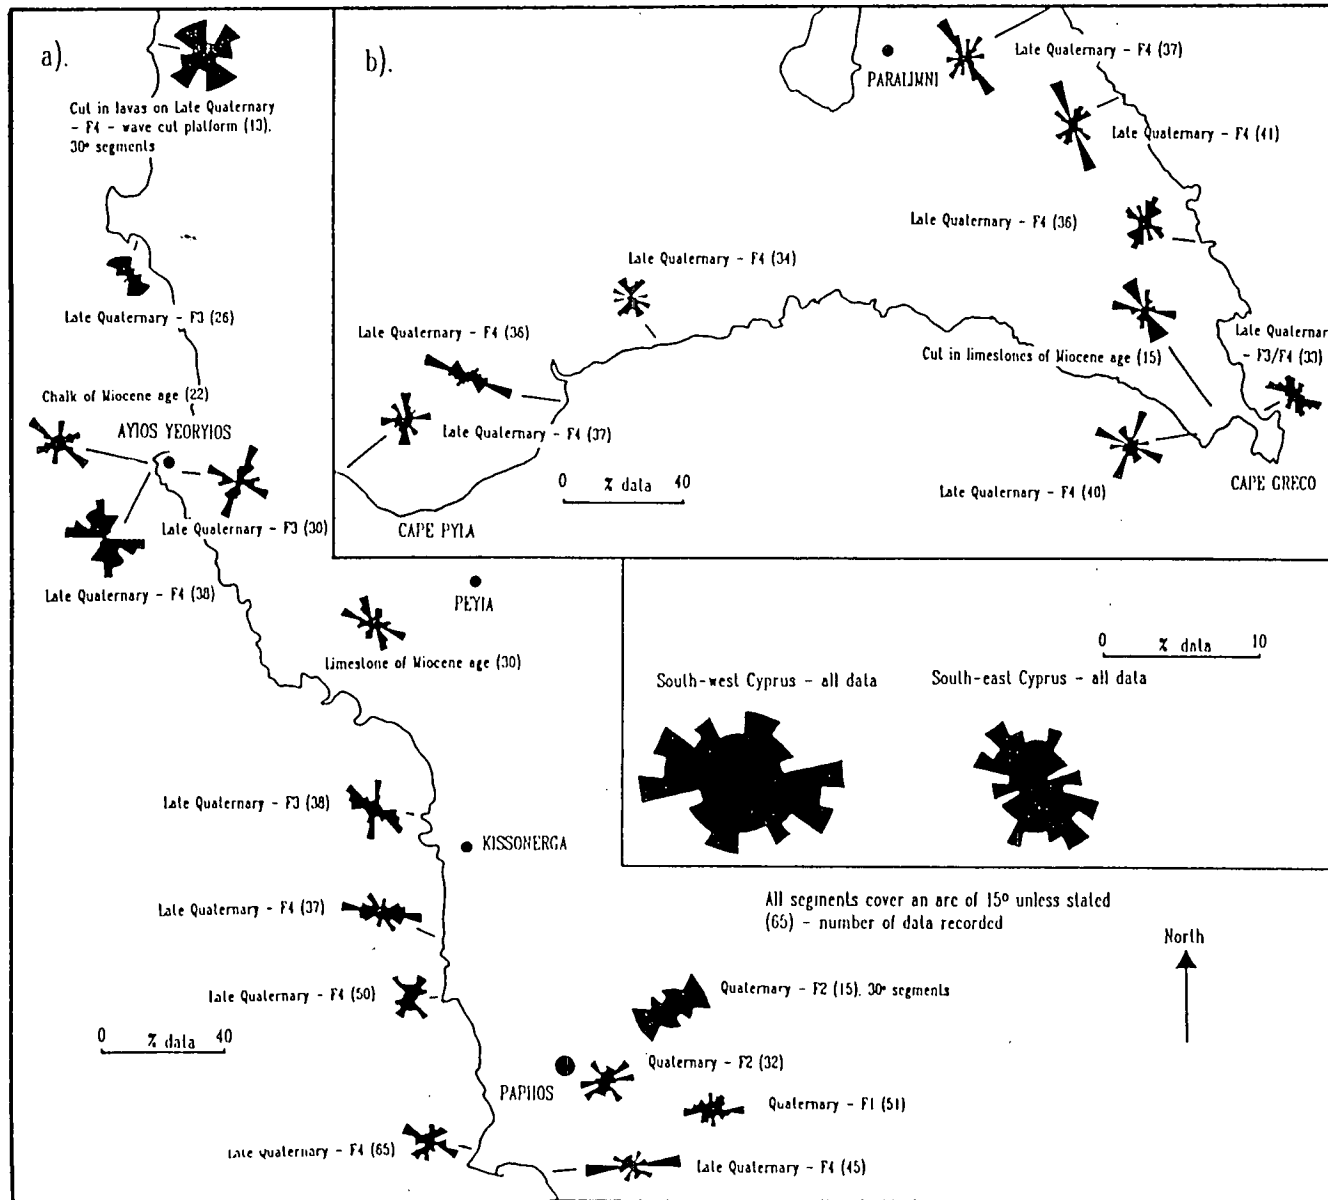 a).
Cut in lavas on Late Quaternary
- F4 - wave cut platform (13).
30° segments
Late Quaternary - F3 (26)
Chalk of Miocene age (22)
AYIOS YEORYIOS
Late Quaternary - F3 (30)
Late Quaternary - F4 (38)
PEYIA
Limestone of Miocene age (30)
Late Quaternary - F3 (38)
KISSONERGA
Late Quaternary - F4 (37)
Late Quaternary - F4 (50)
0 % data 40
Quaternary - F2 (15). 30° segments
Quaternary - F2 (32)
PAPHOS
Quaternary - F1 (51)
Late Quaternary - F4 (65)
Late Quaternary - F4 (45)
b).
PARALIMNI
Late Quaternary - F4 (37)
Late Quaternary - F4 (41)
Late Quaternary - F4 (36)
Late Quaternary - F4 (34)
Late Quaternary - F4 (36)
Late Quaternary - F4 (37)
Cut in limestones of Miocene age (15)
Late Quaternar
- F3/F4 (33)
Late Quaternary - F4 (40)
CAPE GRECO
CAPE PYLA
0 % data 40
0 % data 10
South-west Cyprus - all data
South-east Cyprus - all data
All segments cover an arc of 15° unless stated
(65) - number of data recorded
North